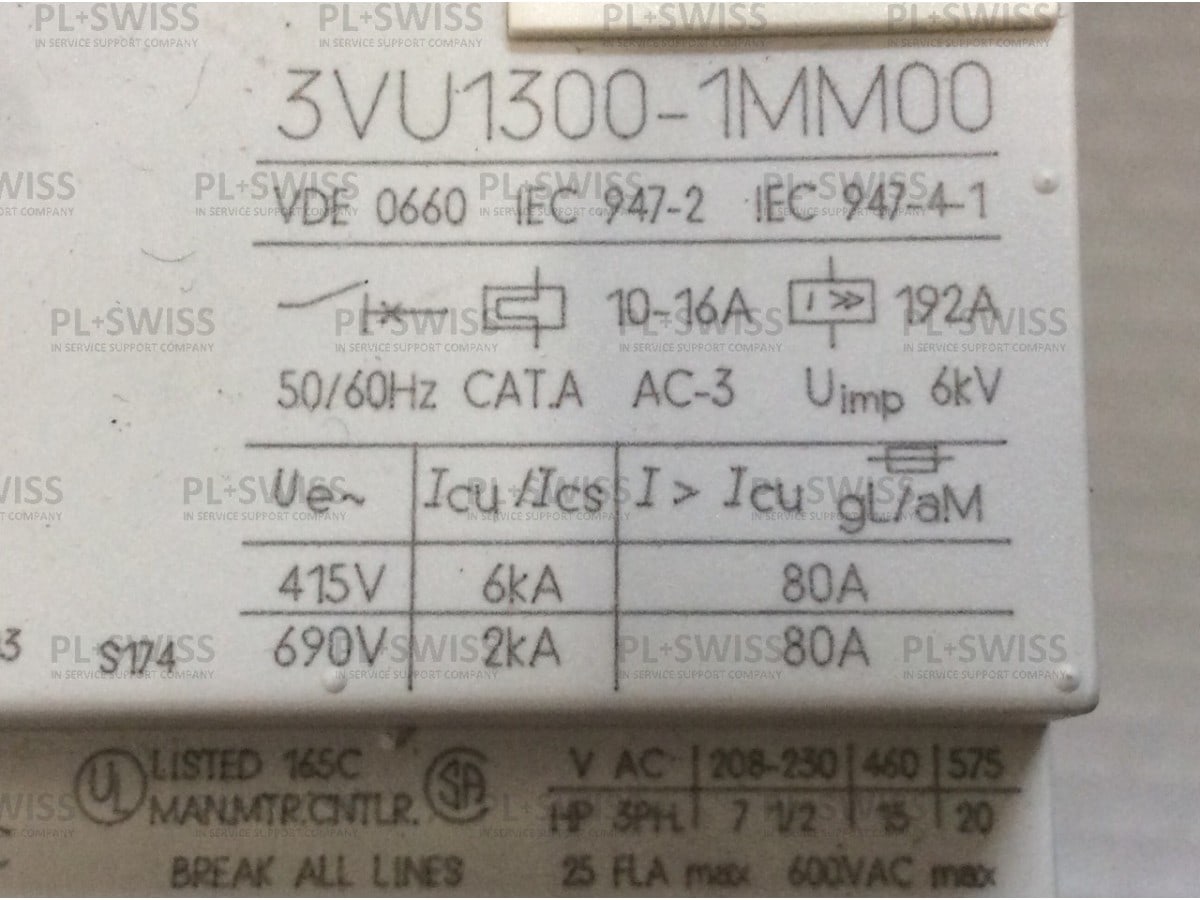 3VU1300-1MM00
VDE 0660 IEC 947-2 IEC 947-4-1
10-16A I >> 192A
50/60Hz CAT.A AC-3 Uimp 6kV
Ue~ Icu/Ics I > Icu gL/aM
415V 6kA 80A
690V 2kA 80A
S174
UL LISTED 165C SA V AC 208-230 460 575
MAN.MTR.CNTLR. HP 3PH. 7 1/2 15 20
BREAK ALL LINES 25 FLA max 600VAC max
PL+SWISS
IN SERVICE SUPPORT COMPANY